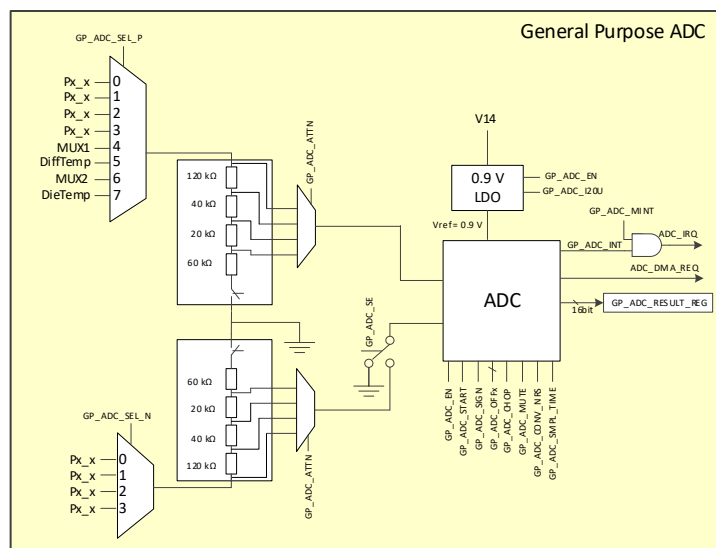 General Purpose ADC
GP_ADC_SEL_P
Px_x 0
Px_x 1
Px_x 2
Px_x 3
MUX1 4
DiffTemp 5
MUX2 6
DieTemp 7
120 kΩ
40 kΩ
20 kΩ
60 kΩ
GP_ADC_ATTN
V14
0.9 V
LDO
GP_ADC_EN
GP_ADC_I20U
Vref = 0.9 V
GP_ADC_MINT
GP_ADC_INT
ADC_IRQ
ADC_DMA_REQ
ADC
16bit
GP_ADC_RESULT_REG
GP_ADC_SE
GP_ADC_EN
GP_ADC_START
GP_ADC_SIGN
GP_ADC_OFFx
GP_ADC_CHOP
GP_ADC_MUTE
GP_ADC_CONV_NRS
GP_ADC_SMPL_TIME
60 kΩ
20 kΩ
40 kΩ
120 kΩ
GP_ADC_ATTN
GP_ADC_SEL_N
Px_x 0
Px_x 1
Px_x 2
Px_x 3